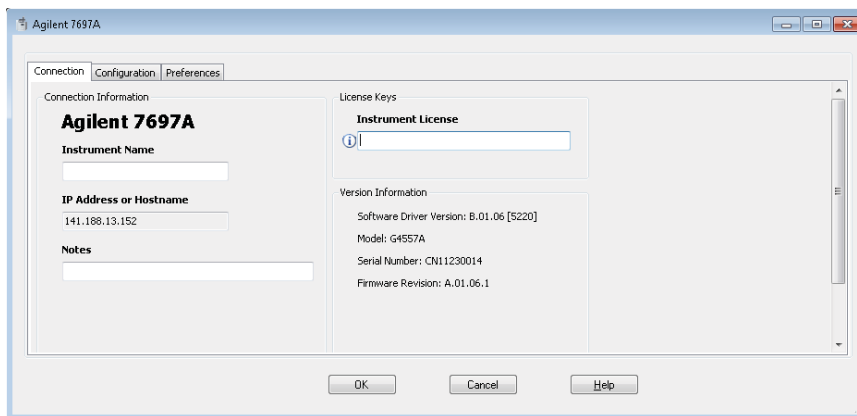 Agilent 7697A
Connection Configuration Preferences
Connection Information
Agilent 7697A
Instrument Name
IP Address or Hostname
141.188.13.152
Notes
License Keys
Instrument License
Version Information
Software Driver Version: B.01.06 [5220]
Model: G4557A
Serial Number: CN11230014
Firmware Revision: A.01.06.1
OK Cancel Help